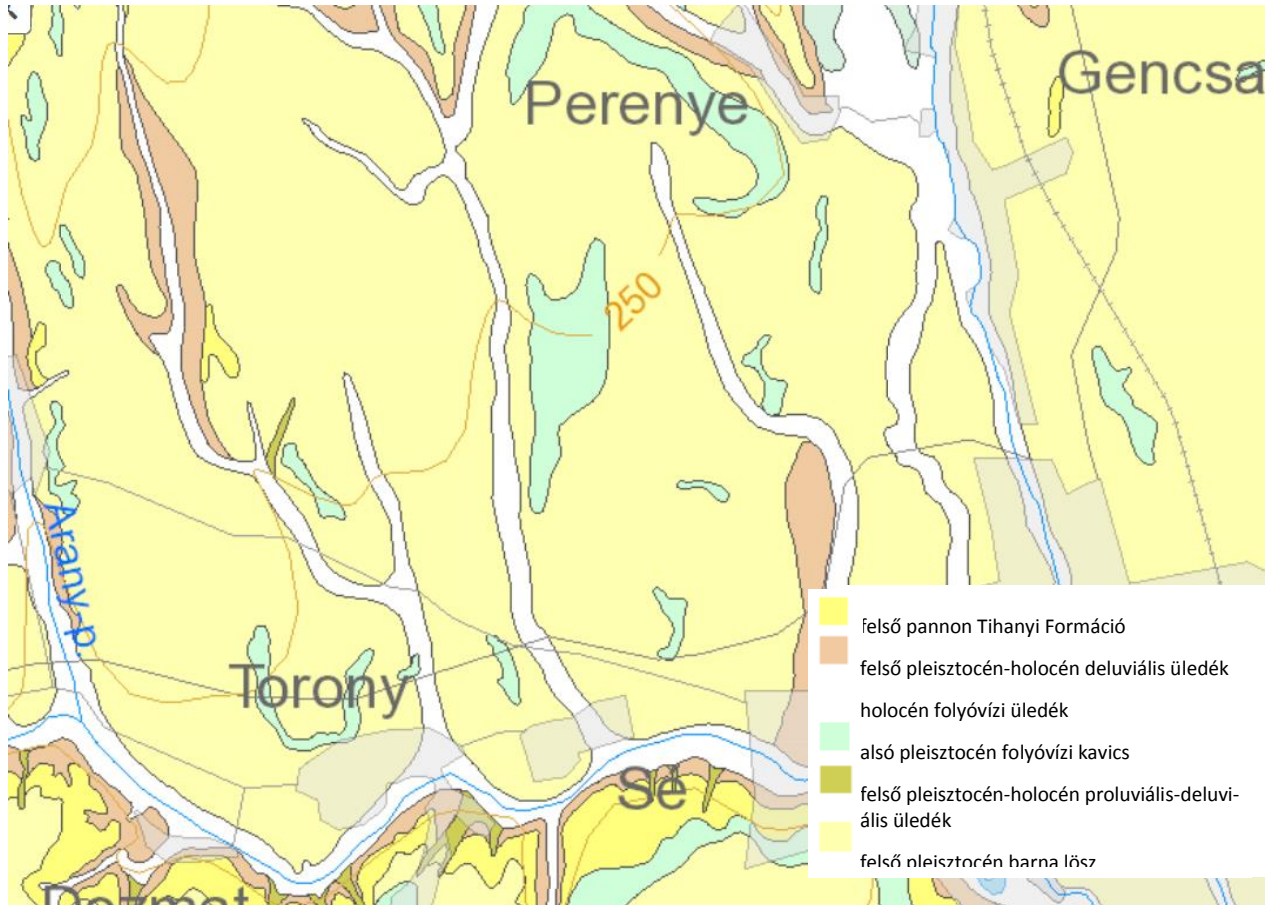 Perenye
Gencsa
250
Arany-p.
Torony
Sé
Dozmat
felső pannon Tihanyi Formáció
felső pleisztocén-holocén deluviális üledék
holocén folyóvízi üledék
alsó pleisztocén folyóvízi kavics
felső pleisztocén-holocén proluviális-deluvi-
ális üledék
felső pleisztocén barna lösz